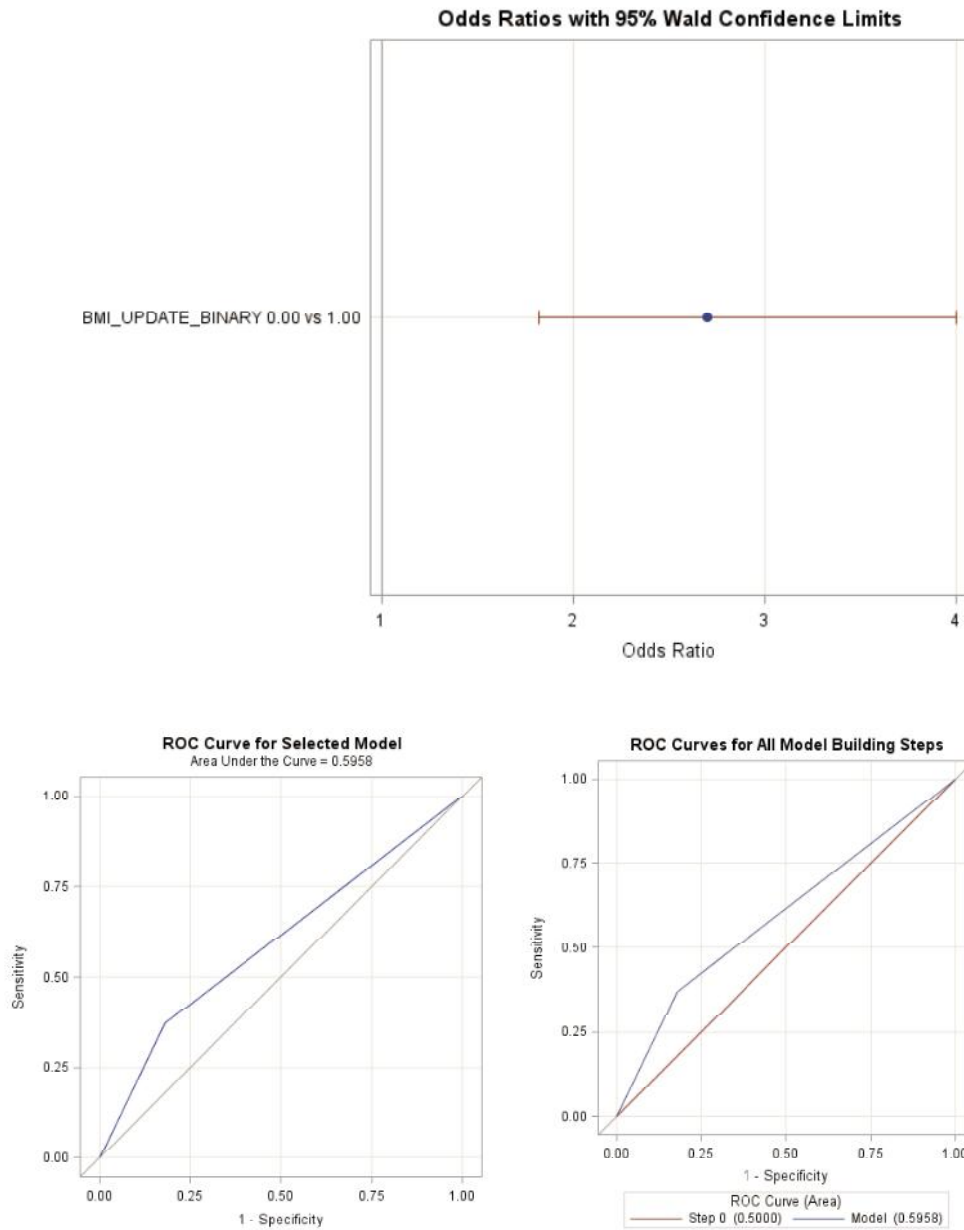 Odds Ratios with 95% Wald Confidence Limits
BMI_UPDATE_BINARY 0.00 vs 1.00
1 2 3 4
Odds Ratio
ROC Curve for Selected Model
Area Under the Curve = 0.5958
1.00
0.75
0.50
0.25
0.00
Sensitivity
0.00 0.25 0.50 0.75 1.00
1 - Specificity
ROC Curves for All Model Building Steps
1.00
0.75
0.50
0.25
0.00
Sensitivity
0.00 0.25 0.50 0.75 1.00
1 - Specificity
ROC Curve (Area)
Step 0 (0.5000) Model (0.5958)